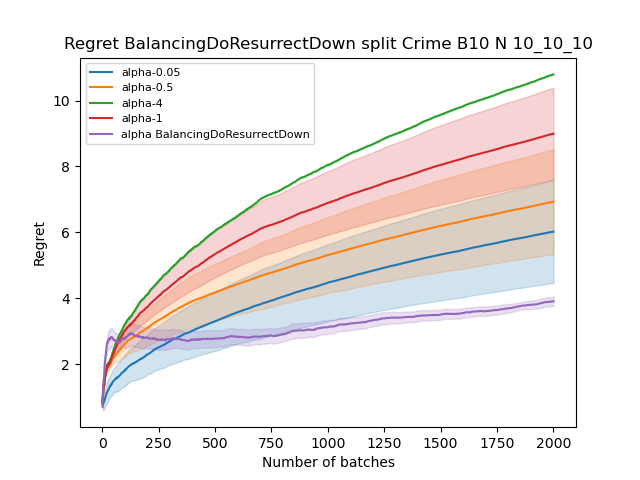 Regret BalancingDoResurrectDown split Crime B10 N 10_10_10
alpha-0.05
alpha-0.5
alpha-4
alpha-1
alpha BalancingDoResurrectDown
10
8
6
4
2
Regret
0 250 500 750 1000 1250 1500 1750 2000
Number of batches